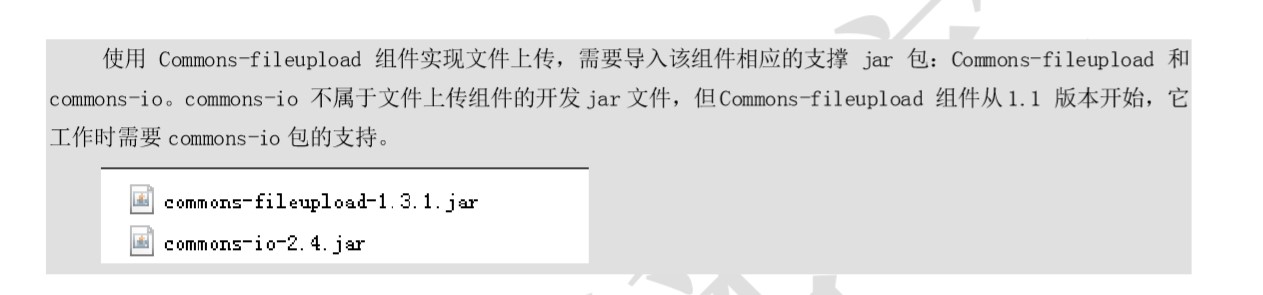 使用 Commons-fileupload 组件实现文件上传，需要导入该组件相应的支撑 jar 包：Commons-fileupload 和
commons-io。commons-io 不属于文件上传组件的开发 jar 文件，但Commons-fileupload 组件从1.1 版本开始，它
工作时需要 commons-io 包的支持。
commons-fileupload-1.3.1.jar
commons-io-2.4.jar